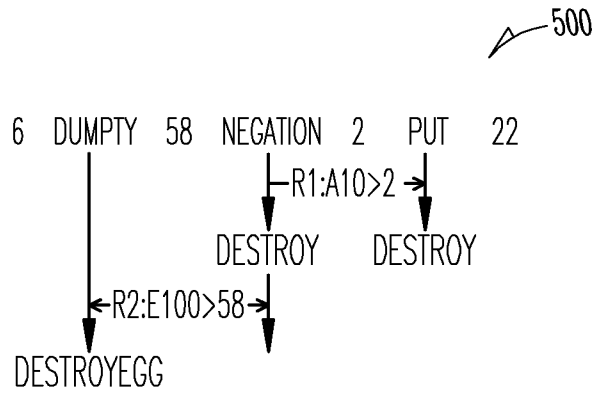 500
6 DUMPTY 58 NEGATION 2 PUT 22
R1:A10>2
DESTROY DESTROY
R2:E100>58
DESTROYEGG